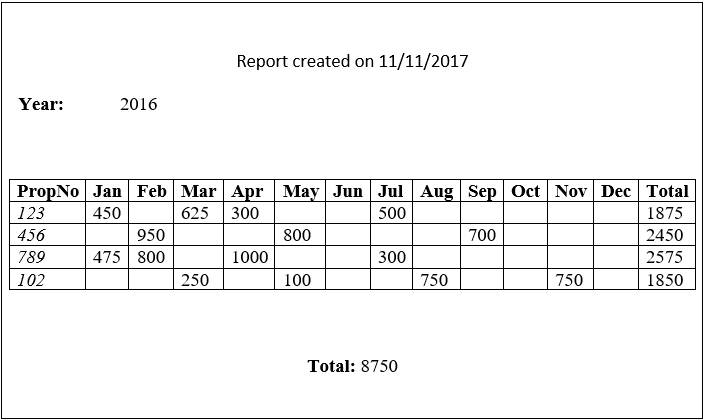 Report created on 11/11/2017
Year: 2016
PropNo Jan Feb Mar Apr May Jun Jul Aug Sep Oct Nov Dec Total
123 450 625 300 500 1875
456 950 800 700 2450
789 475 800 1000 300 2575
102 250 100 750 750 1850
Total: 8750